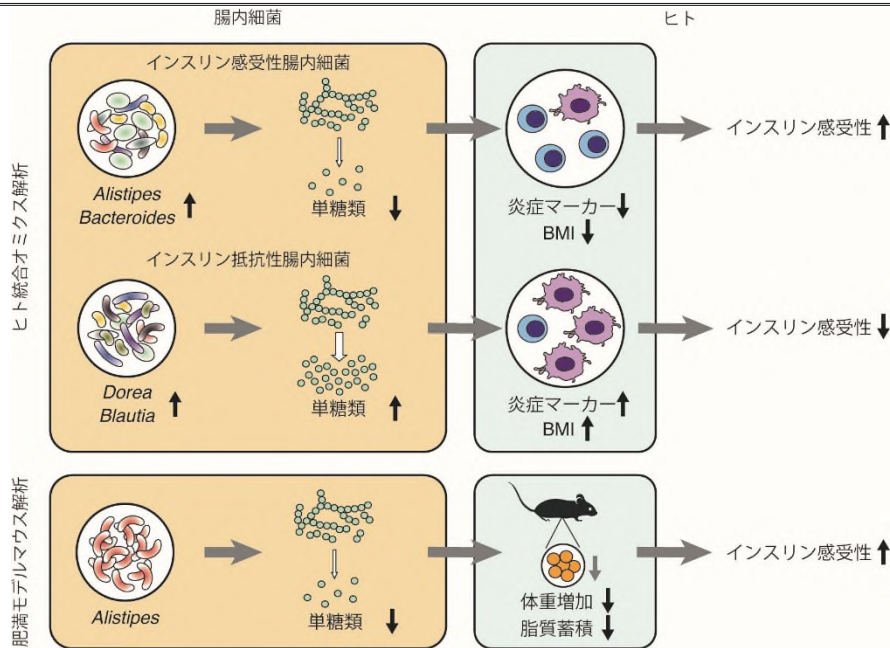 腸内細菌
ヒト
ヒト統合オミクス解析
インスリン感受性腸内細菌
Alistipes
Bacteroides ↑
単糖類 ↓
炎症マーカー↓
BMI ↓
インスリン感受性 ↑
インスリン抵抗性腸内細菌
Dorea
Blautia ↑
単糖類 ↑
炎症マーカー↑
BMI ↑
インスリン感受性 ↓
肥満モデルマウス解析
Alistipes
単糖類 ↓
体重増加 ↓
脂質蓄積 ↓
インスリン感受性 ↑